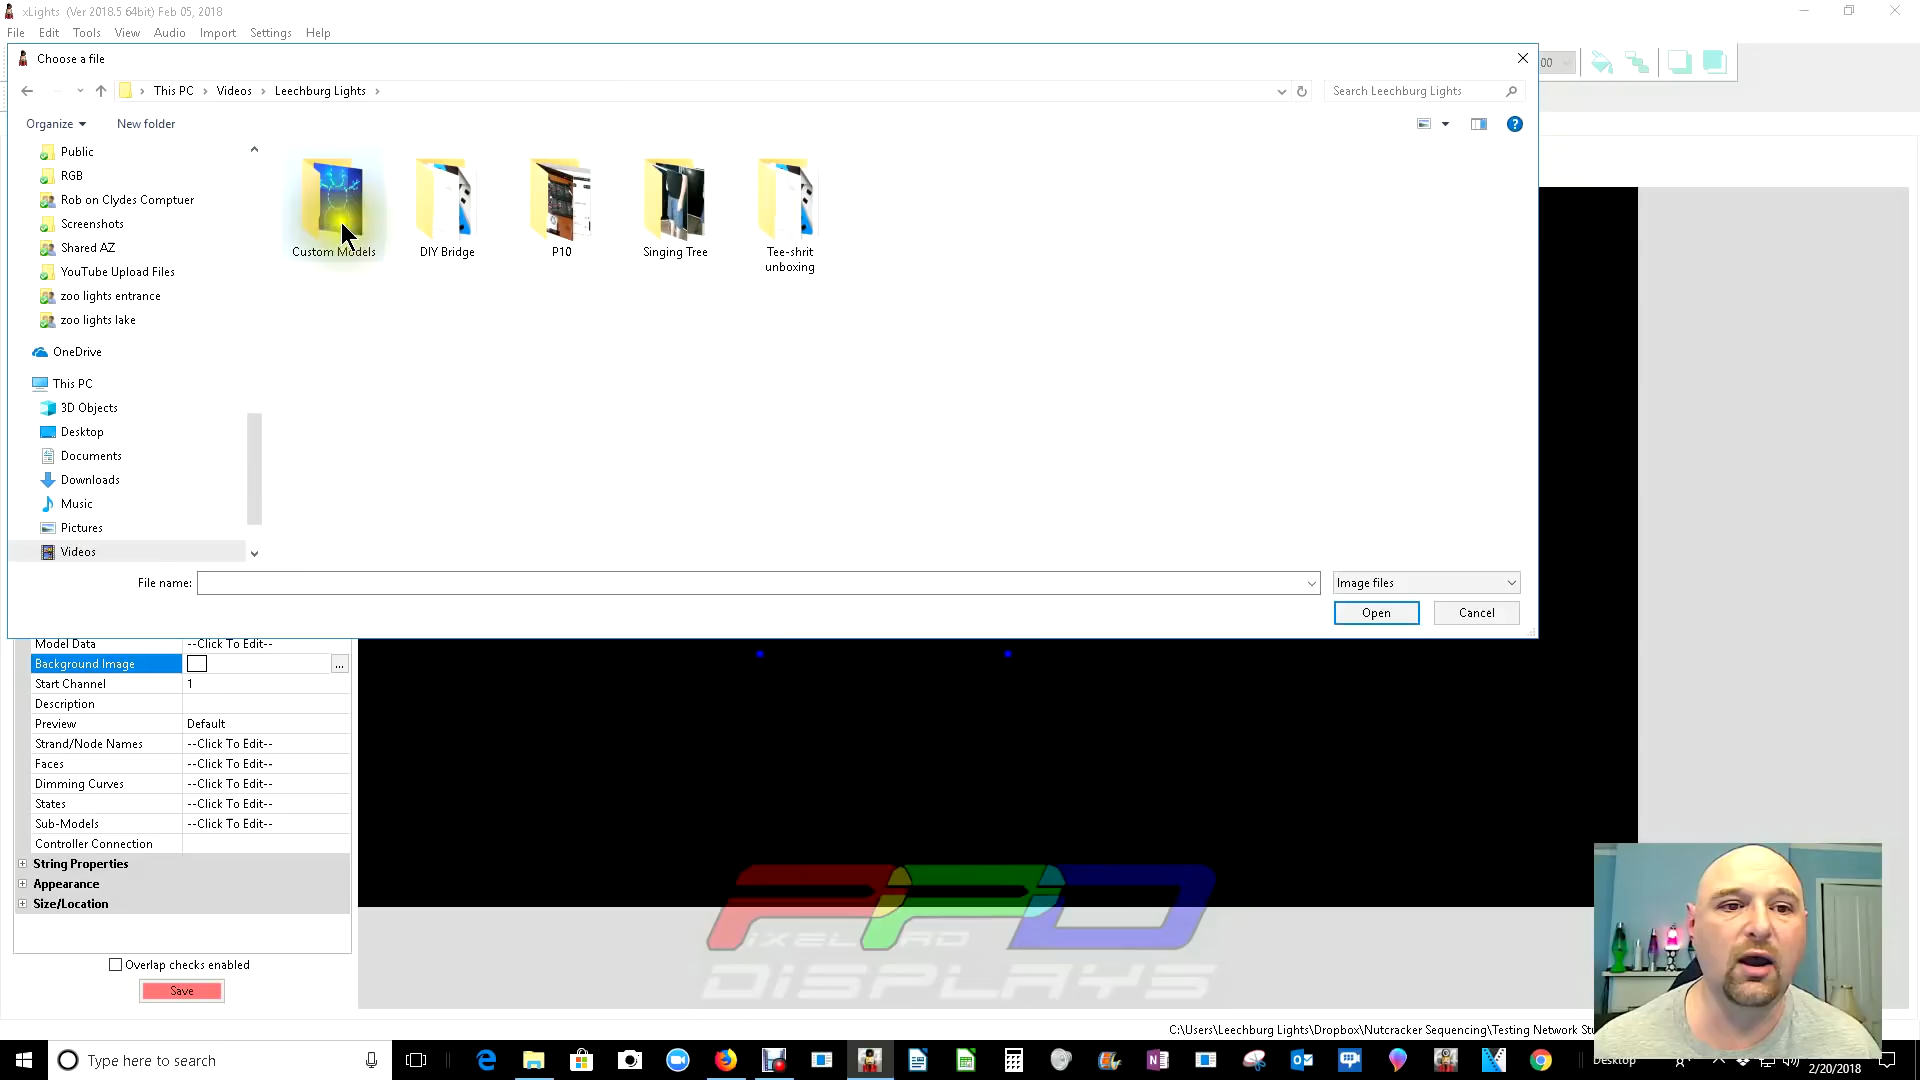 xLights (Ver 2018.5 64bit) Feb 05, 2018
File Edit Tools View Audio Import Settings Help
Choose a file
This PC > Videos > Leechburg Lights >
Search Leechburg Lights
Organize
New folder
Public
RGB
Rob on Clydes Comptuer
Screenshots
Shared AZ
YouTube Upload Files
zoo lights entrance
zoo lights lake
OneDrive
This PC
3D Objects
Desktop
Documents
Downloads
Music
Pictures
Videos
Custom Models
DIY Bridge
P10
Singing Tree
Tee-shrit
unboxing
00
File name:
Image files
Open
Cancel
Model Data --Click To Edit--
Background Image ...
Start Channel 1
Description
Preview Default
Strand/Node Names --Click To Edit--
Faces --Click To Edit--
Dimming Curves --Click To Edit--
States --Click To Edit--
Sub-Models --Click To Edit--
Controller Connection
String Properties
Appearance
Size/Location
Overlap checks enabled
Save
PPD
DiSPLAYS
C:\Users\Leechburg Lights\Dropbox\Nutcracker Sequencing\Testing Network
Type here to search
Desktop
2/20/2018